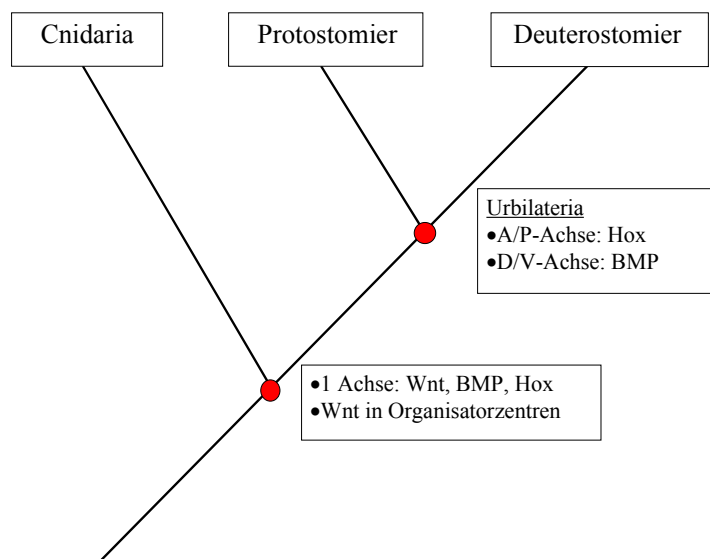 Cnidaria
Protostomier
Deuterostomier
Urbilateria
•A/P-Achse: Hox
•D/V-Achse: BMP
•1 Achse: Wnt, BMP, Hox
•Wnt in Organisatorzentren